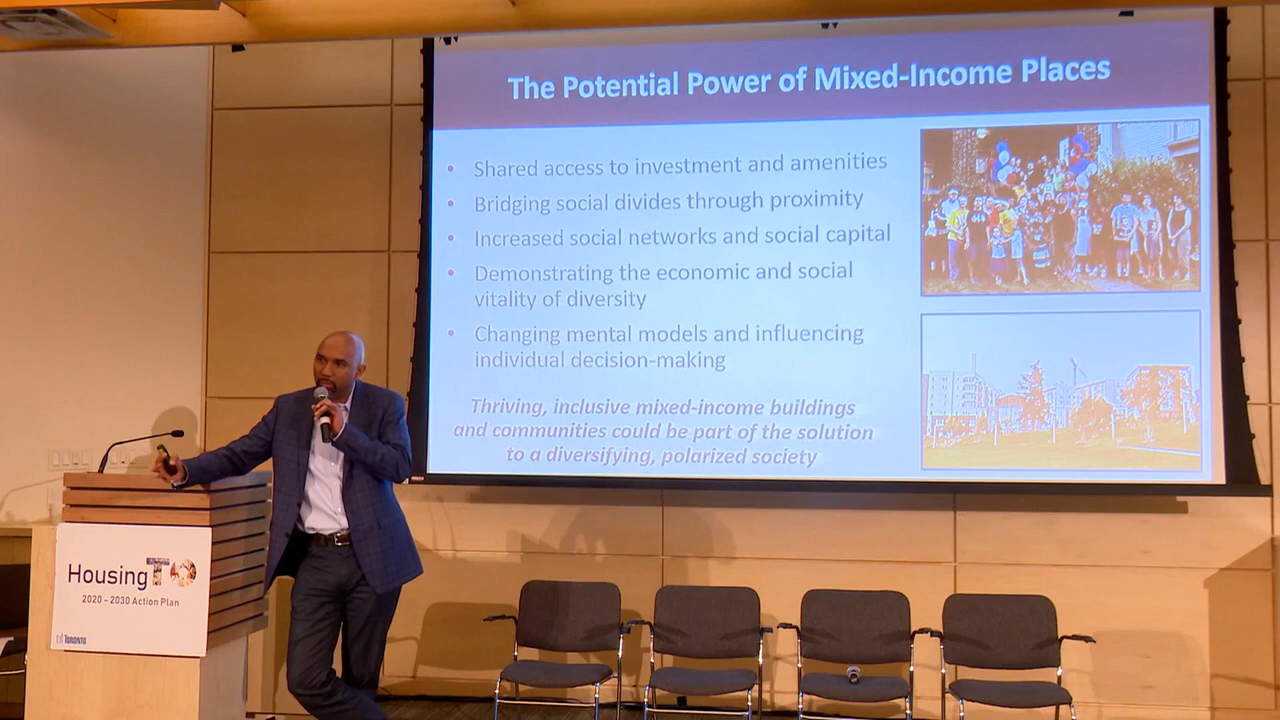 The Potential Power of Mixed-Income Places
• Shared access to investment and amenities
• Bridging social divides through proximity
• Increased social networks and social capital
• Demonstrating the economic and social
vitality of diversity
• Changing mental models and influencing
individual decision-making
Thriving, inclusive mixed-income buildings
and communities could be part of the solution
to a diversifying, polarized society
HousingTO
2020 – 2030 Action Plan
TORONTO